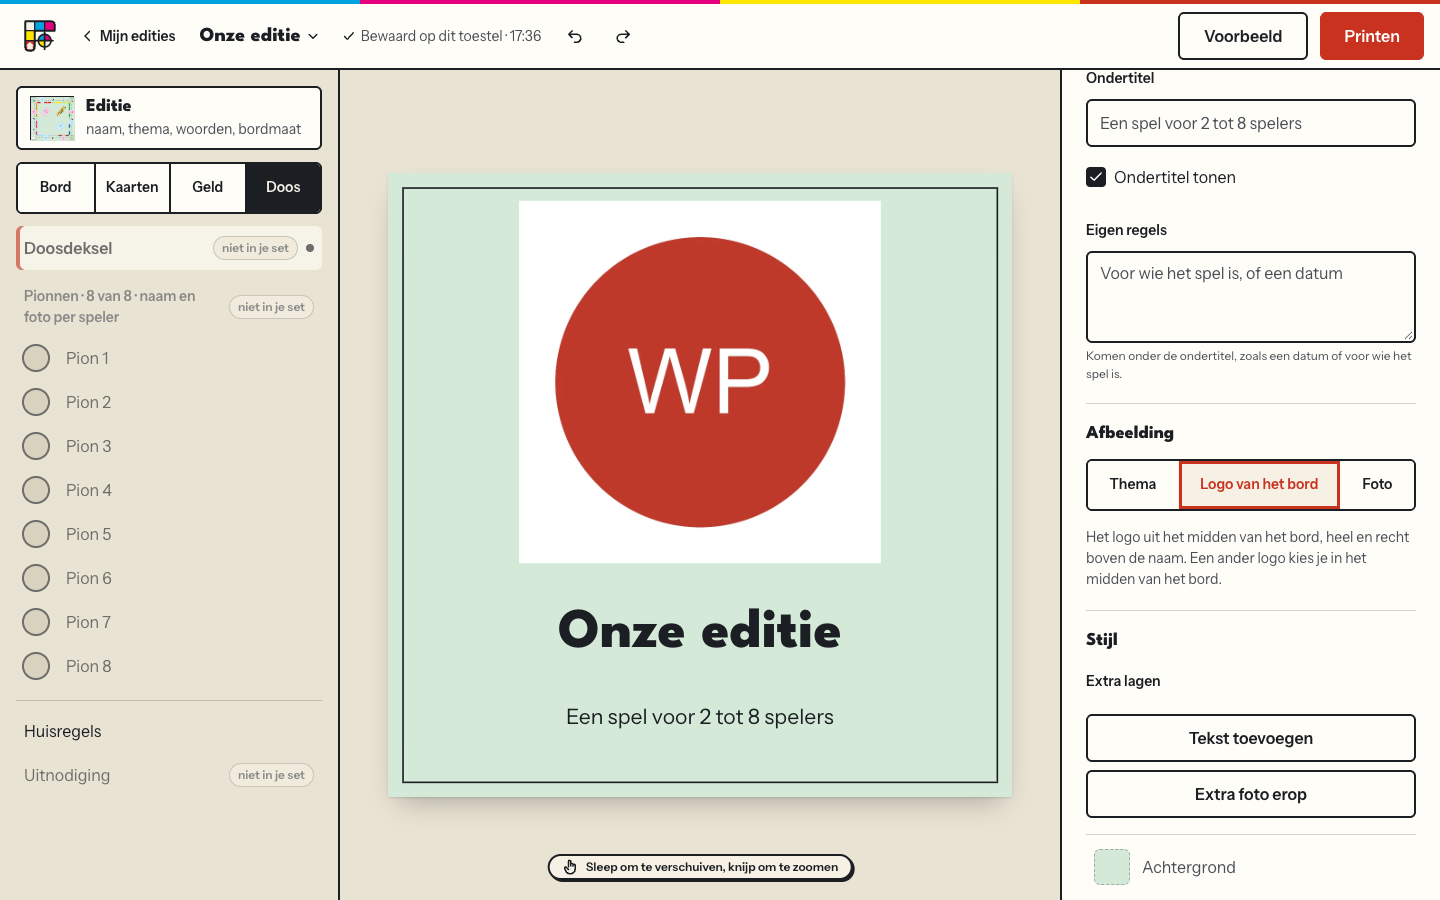 Mijn edities
Onze editie
Bewaard op dit toestel · 17:36
Voorbeeld
Printen
Editie
naam, thema, woorden, bordmaat
Bord
Kaarten
Geld
Doos
Doosdeksel
niet in je set
Pionnen · 8 van 8 · naam en
foto per speler
niet in je set
Pion 1
Pion 2
Pion 3
Pion 4
Pion 5
Pion 6
Pion 7
Pion 8
Huisregels
Uitnodiging
niet in je set
WP
Onze editie
Een spel voor 2 tot 8 spelers
Sleep om te verschuiven, knijp om te zoomen
Ondertitel
Een spel voor 2 tot 8 spelers
Ondertitel tonen
Eigen regels
Voor wie het spel is, of een datum
Komen onder de ondertitel, zoals een datum of voor wie het
spel is.
Afbeelding
Thema
Logo van het bord
Foto
Het logo uit het midden van het bord, heel en recht
boven de naam. Een ander logo kies je in het
midden van het bord.
Stijl
Extra lagen
Tekst toevoegen
Extra foto erop
Achtergrond